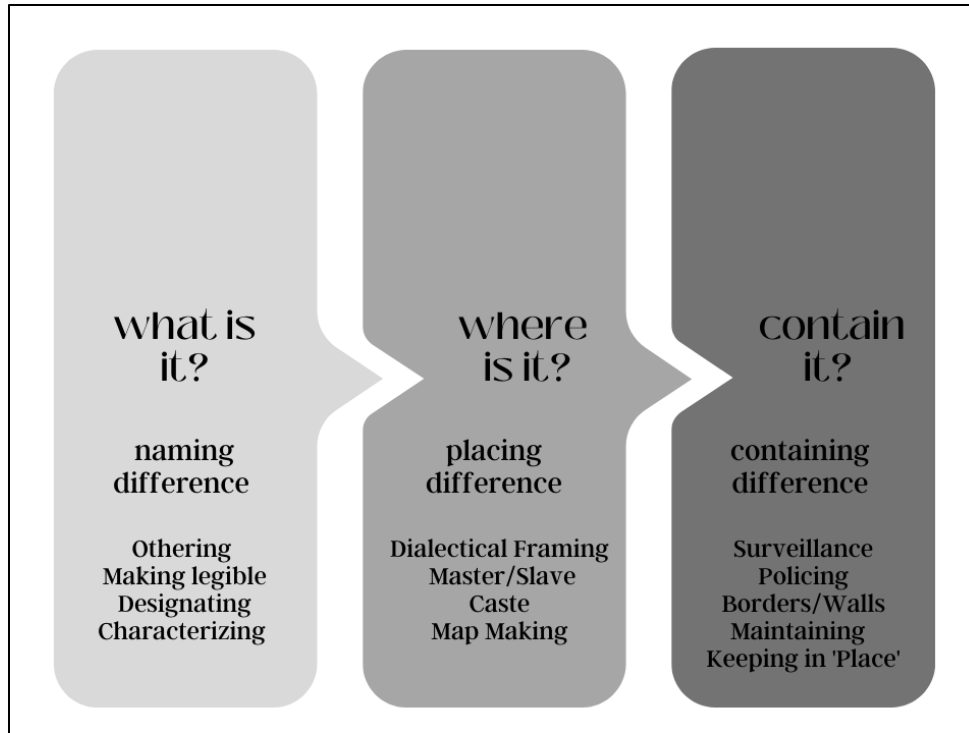 what is
it?
naming
difference
Othering
Making legible
Designating
Characterizing
where
is it?
placing
difference
Dialectical Framing
Master/Slave
Caste
Map Making
contain
it?
containing
difference
Surveillance
Policing
Borders/Walls
Maintaining
Keeping in 'Place'